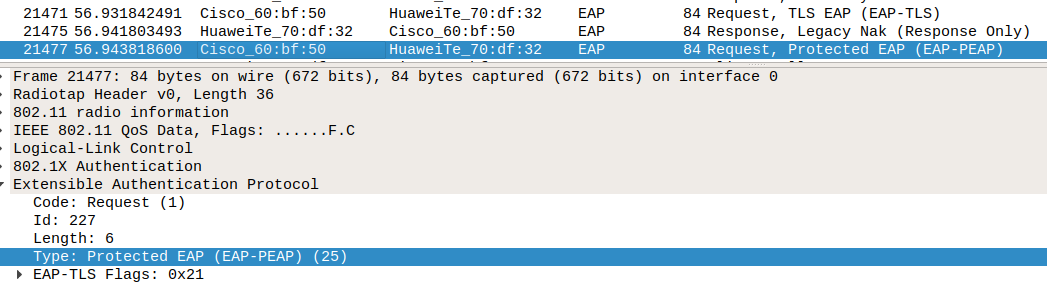 21471 56.931842491 Cisco_60:bf:50 HuaweiTe_70:df:32 EAP 84 Request, TLS EAP (EAP-TLS)
21475 56.941803493 HuaweiTe_70:df:32 Cisco_60:bf:50 EAP 84 Response, Legacy Nak (Response Only)
21477 56.943818600 Cisco_60:bf:50 HuaweiTe_70:df:32 EAP 84 Request, Protected EAP (EAP-PEAP)
Frame 21477: 84 bytes on wire (672 bits), 84 bytes captured (672 bits) on interface 0
Radiotap Header v0, Length 36
802.11 radio information
IEEE 802.11 QoS Data, Flags: ......F.C
Logical-Link Control
802.1X Authentication
Extensible Authentication Protocol
Code: Request (1)
Id: 227
Length: 6
Type: Protected EAP (EAP-PEAP) (25)
EAP-TLS Flags: 0x21